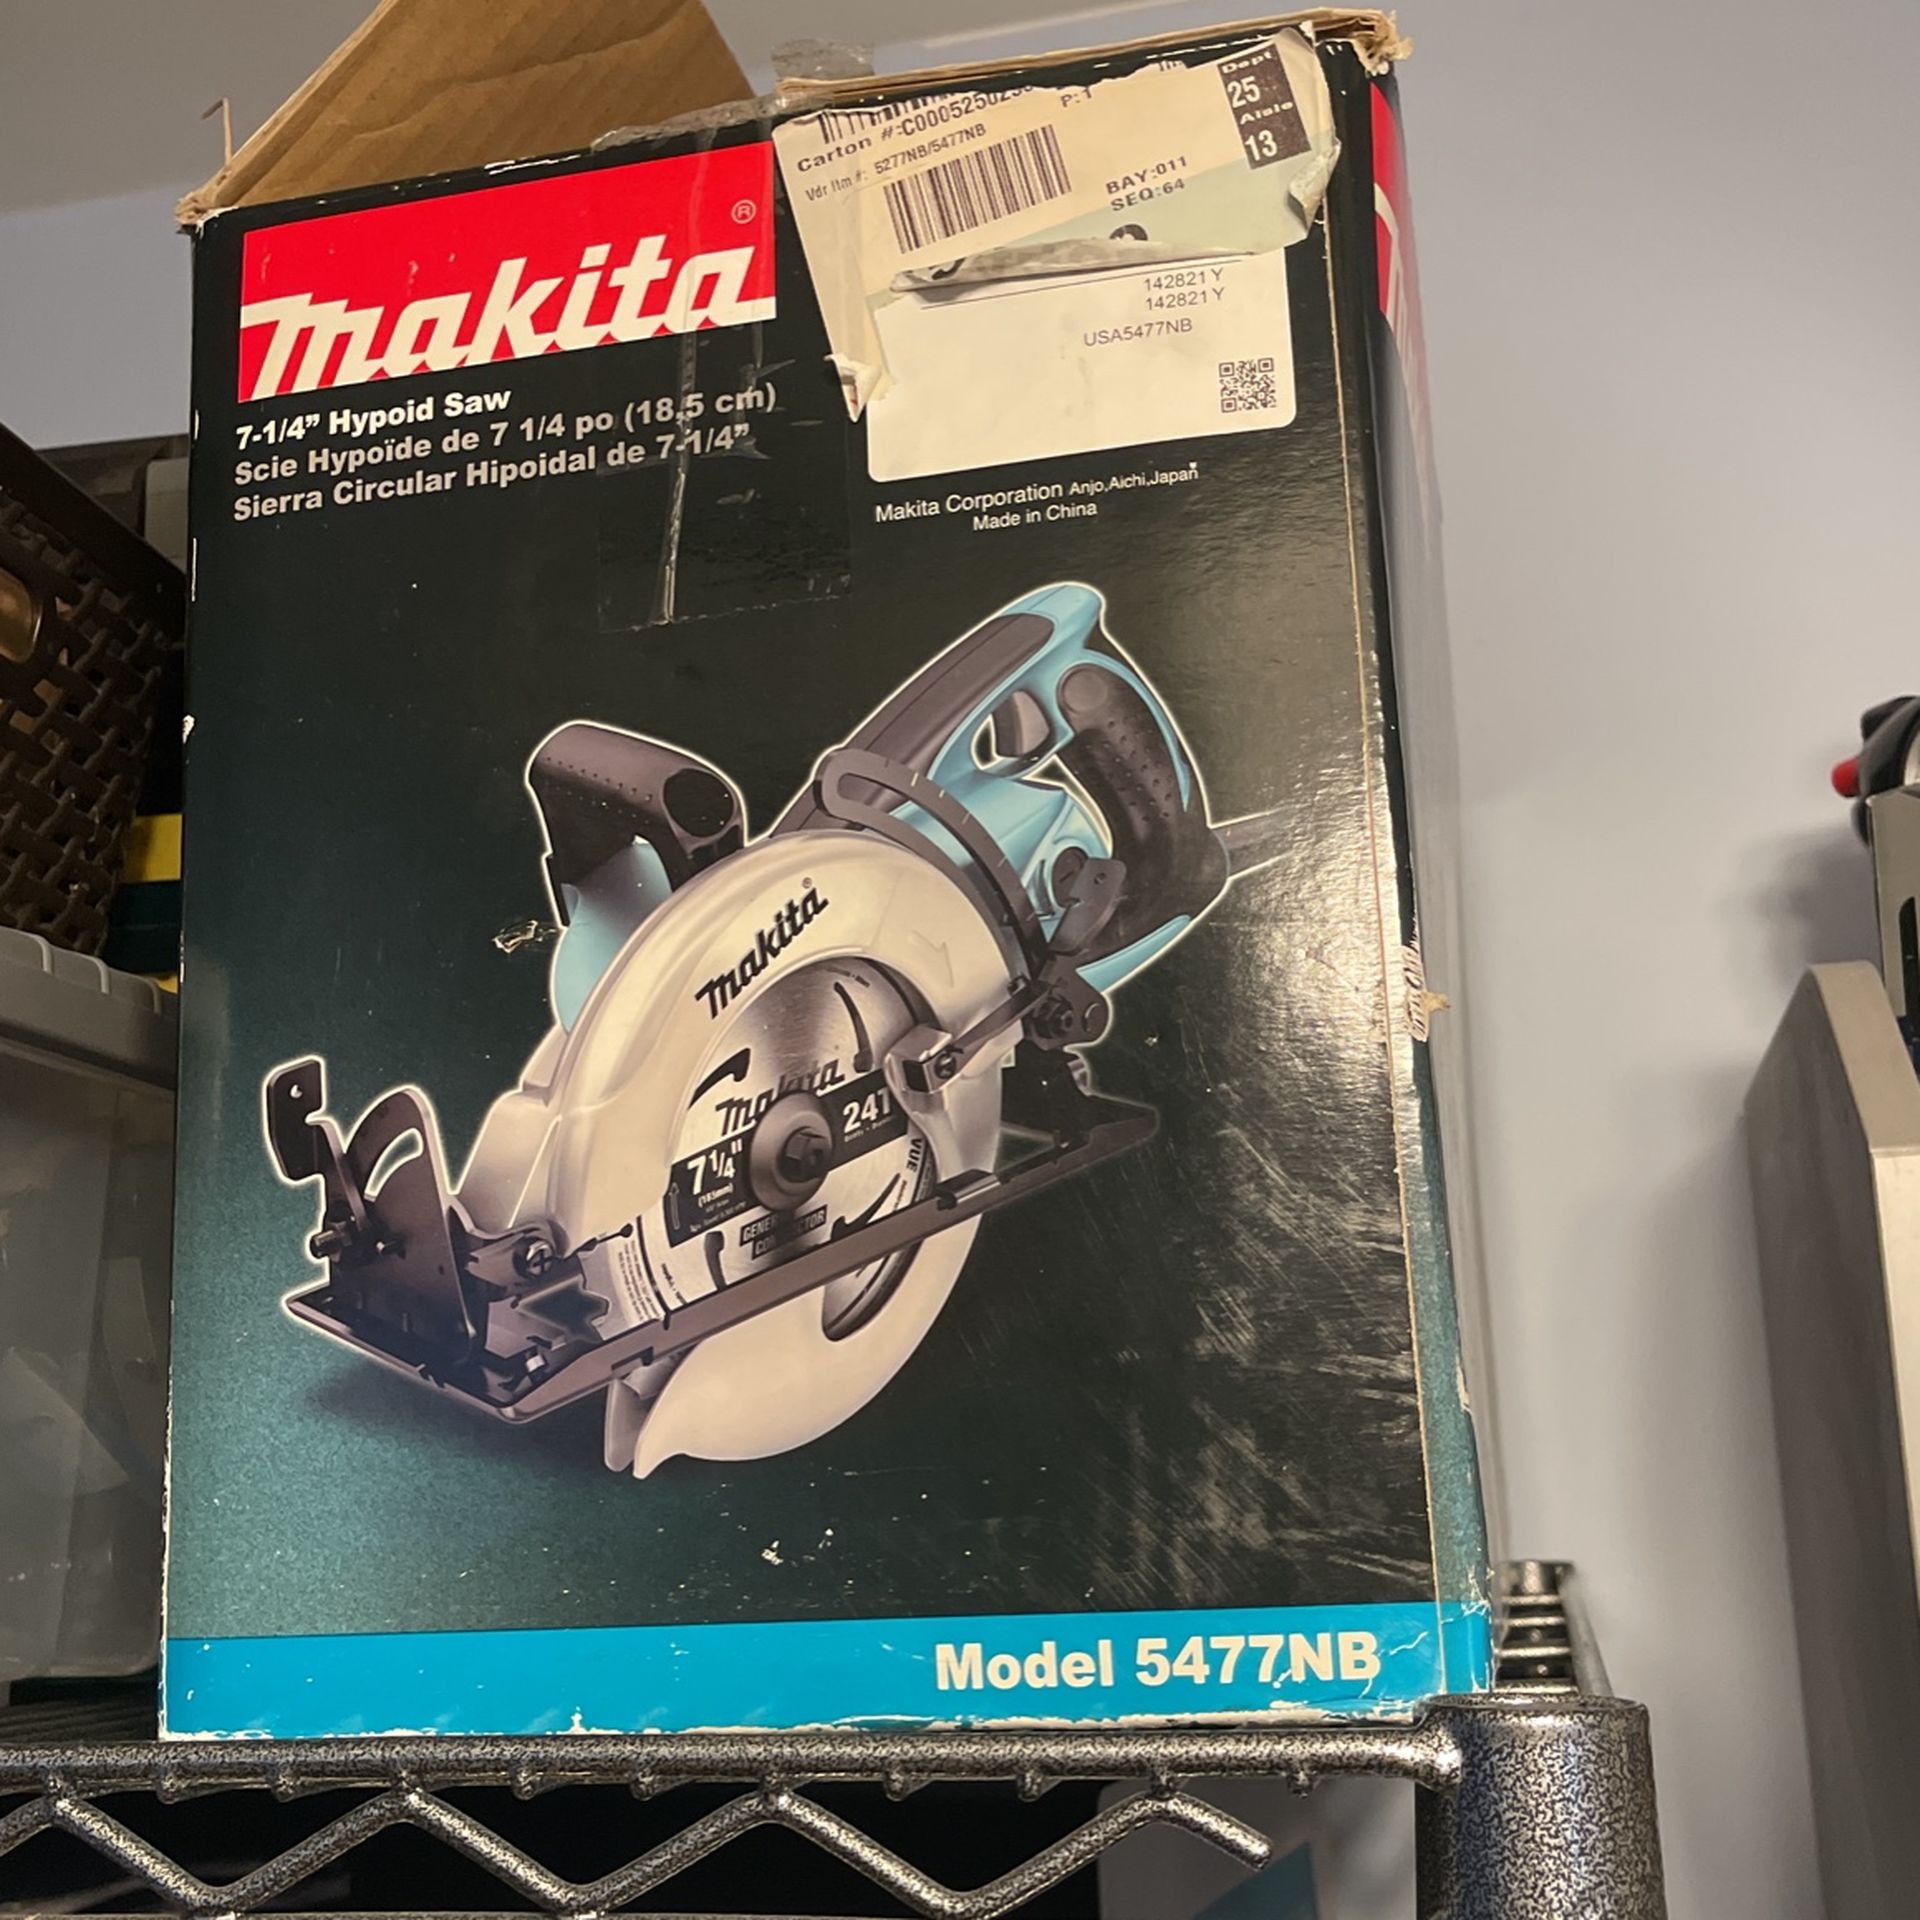 makita®
7-1/4" Hypoid Saw
Scie Hypoïde de 7 1/4 po (18,5 cm)
Sierra Circular Hipoidal de 7-1/4"
Carton #:
P:1
Vdr Itm #: 5277NB/5477NB
BAY:011
SEQ:64
Dept
25
Aisle
13
142821 Y
142821 Y
USA5477NB
Makita Corporation Anjo,Aichi,Japan
Made in China
makita®
makita
7 1/4"
(185mm)
24T
Model 5477NB